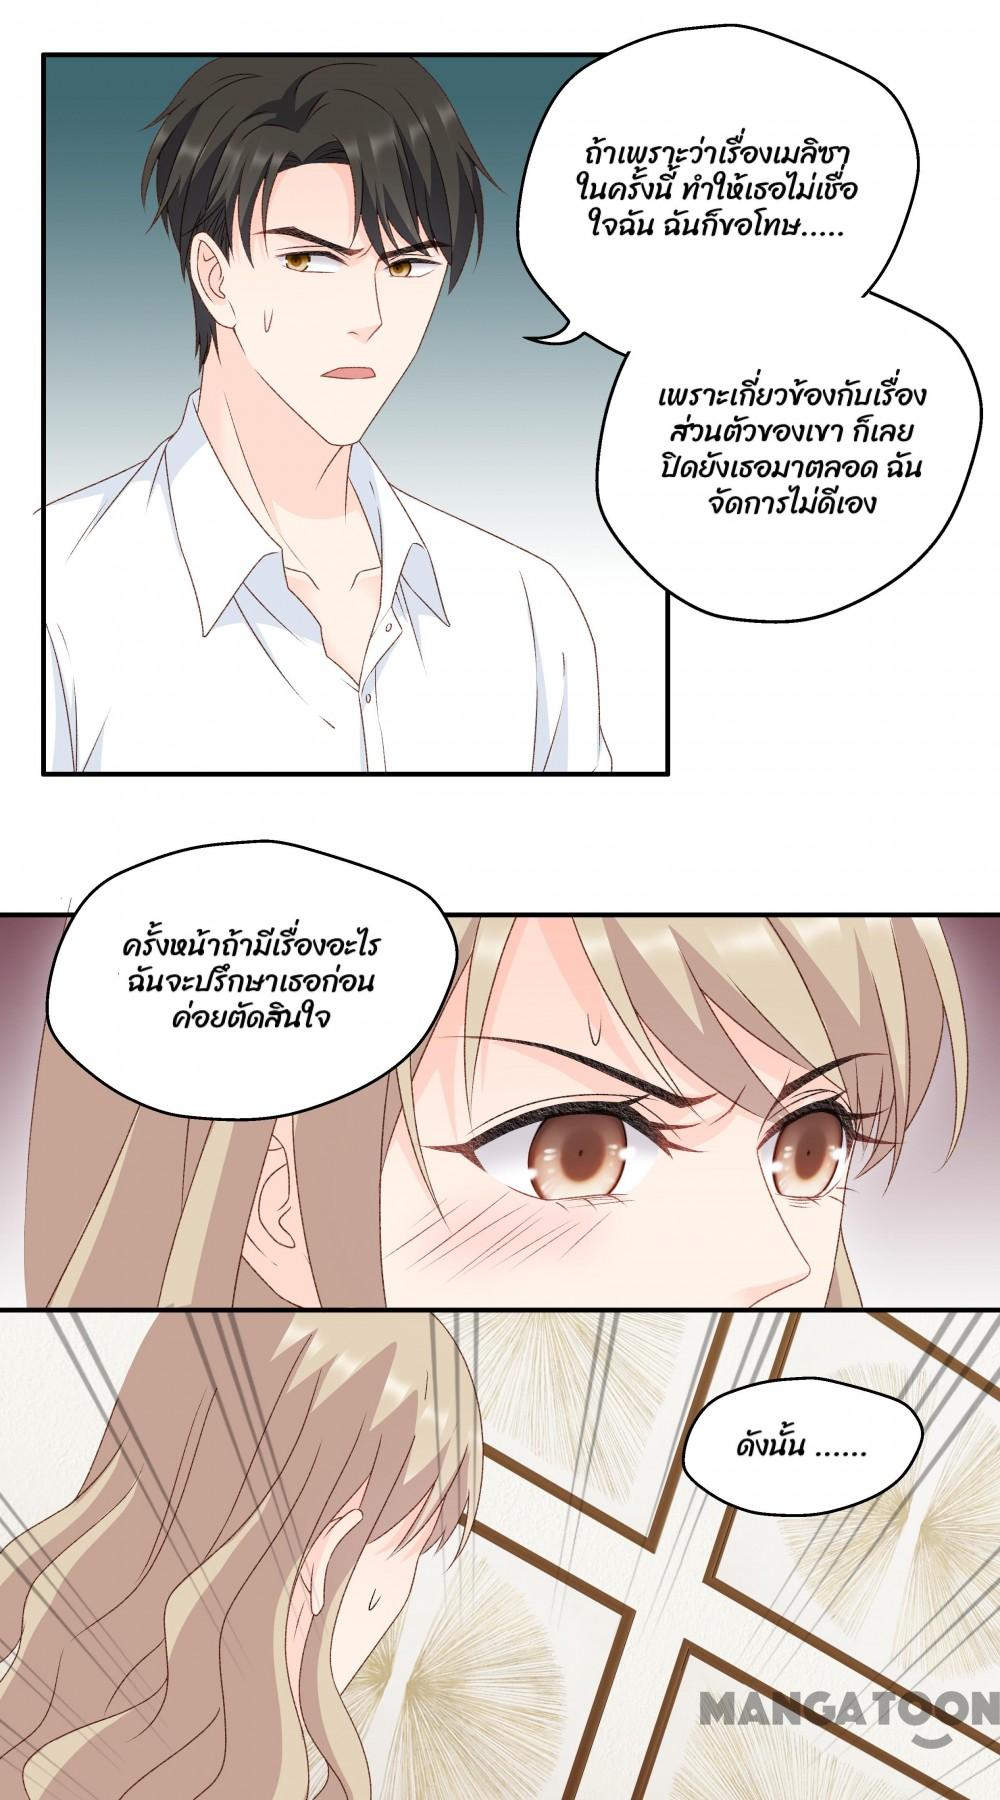 ถ้าเพราะว่าเรื่องเมลิซา
ในครั้งนี้ ทำให้เธอไม่เชื่อ
ใจฉัน ฉันก็ขอโทษ.....
เพราะเกี่ยวข้องกับเรื่อง
ส่วนตัวของเขา ก็เลย
ปิดยังเธอมาตลอด ฉัน
จัดการไม่ดีเอง
ครั้งหน้าถ้ามีเรื่องอะไร
ฉันจะปรึกษาเธอก่อน
ค่อยตัดสินใจ
ดังนั้น ......
MANGATOON